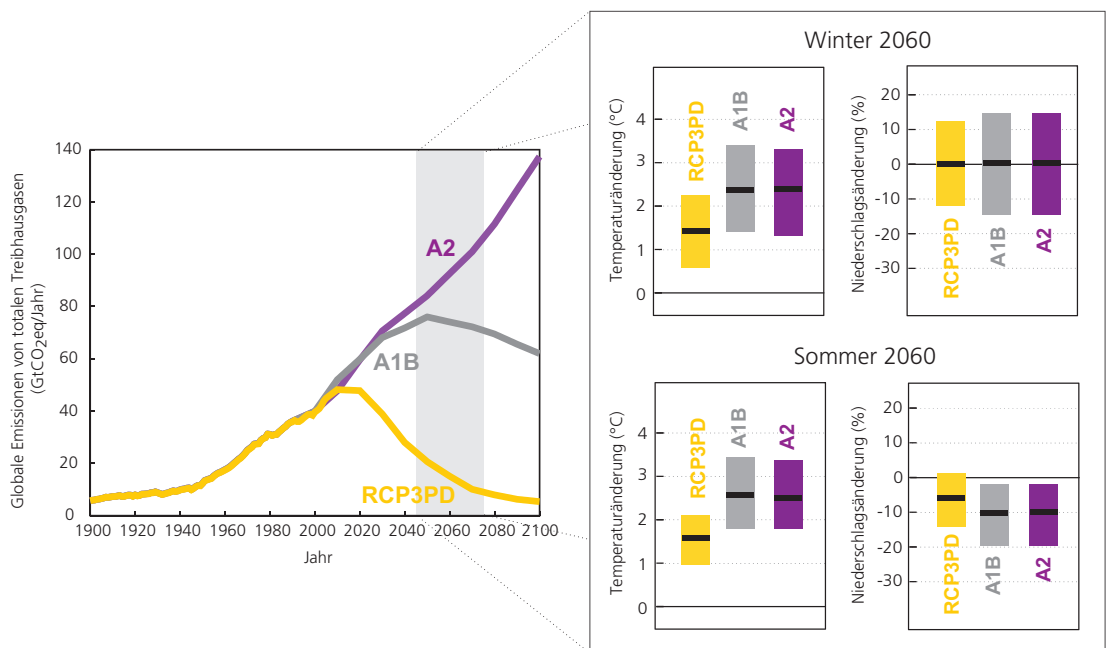 Globale Emissionen von totalen Treibhausgasen
(GtCO2eq/Jahr)
140
120
100
80
60
40
20
0
1900 1920 1940 1960 1980 2000 2020 2040 2060 2080 2100
Jahr
A2
A1B
RCP3PD
Winter 2060
Temperaturänderung (°C)
4
3
2
1
0
RCP3PD
A1B
A2
Niederschlagsänderung (%)
20
10
0
-10
-20
-30
RCP3PD
A1B
A2
Sommer 2060
Temperaturänderung (°C)
4
3
2
1
0
RCP3PD
A1B
A2
Niederschlagsänderung (%)
20
10
0
-10
-20
-30
RCP3PD
A1B
A2